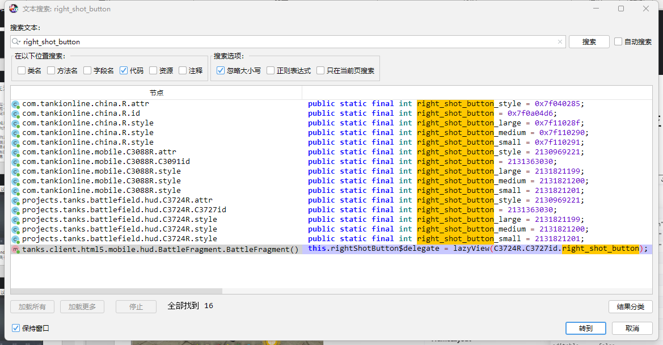 文本搜索: right_shot_button
搜索文本:
right_shot_button
搜索
自动搜索
在以下位置搜索:
类名 方法名 字段名 代码 资源 注释
搜索选项:
忽略大小写 正则表达式 只在当前页搜索
节点
com.tankionline.china.R.attr public static final int right_shot_button_style = 0x7f040285;
com.tankionline.china.R.id public static final int right_shot_button = 0x7f0a04d6;
com.tankionline.china.R.style public static final int right_shot_button_large = 0x7f11028f;
com.tankionline.china.R.style public static final int right_shot_button_medium = 0x7f110290;
com.tankionline.china.R.style public static final int right_shot_button_small = 0x7f110291;
com.tankionline.mobile.C3088R.attr public static final int right_shot_button_style = 2130969221;
com.tankionline.mobile.C3088R.C3091id public static final int right_shot_button = 2131363030;
com.tankionline.mobile.C3088R.style public static final int right_shot_button_large = 2131821199;
com.tankionline.mobile.C3088R.style public static final int right_shot_button_medium = 2131821200;
com.tankionline.mobile.C3088R.style public static final int right_shot_button_small = 2131821201;
projects.tanks.battlefield.hud.C3724R.attr public static final int right_shot_button_style = 2130969221;
projects.tanks.battlefield.hud.C3724R.C3727id public static final int right_shot_button = 2131363030;
projects.tanks.battlefield.hud.C3724R.style public static final int right_shot_button_large = 2131821199;
projects.tanks.battlefield.hud.C3724R.style public static final int right_shot_button_medium = 2131821200;
projects.tanks.battlefield.hud.C3724R.style public static final int right_shot_button_small = 2131821201;
tanks.client.html5.mobile.hud.BattleFragment.BattleFragment() this.rightShotButton$delegate = lazyView(C3724R.C3727id.right_shot_button);
加载所有 加载更多 停止 全部找到 16 结果分类
保持窗口 转到 取消